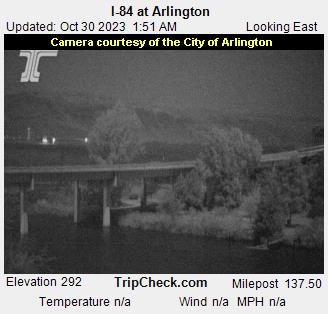 I-84 at Arlington
Updated: Oct 30 2023 1:51 AM Looking East
Camera courtesy of the City of Arlington
Elevation 292 TripCheck.com Milepost 137.50
Temperature n/a Wind n/a MPH n/a